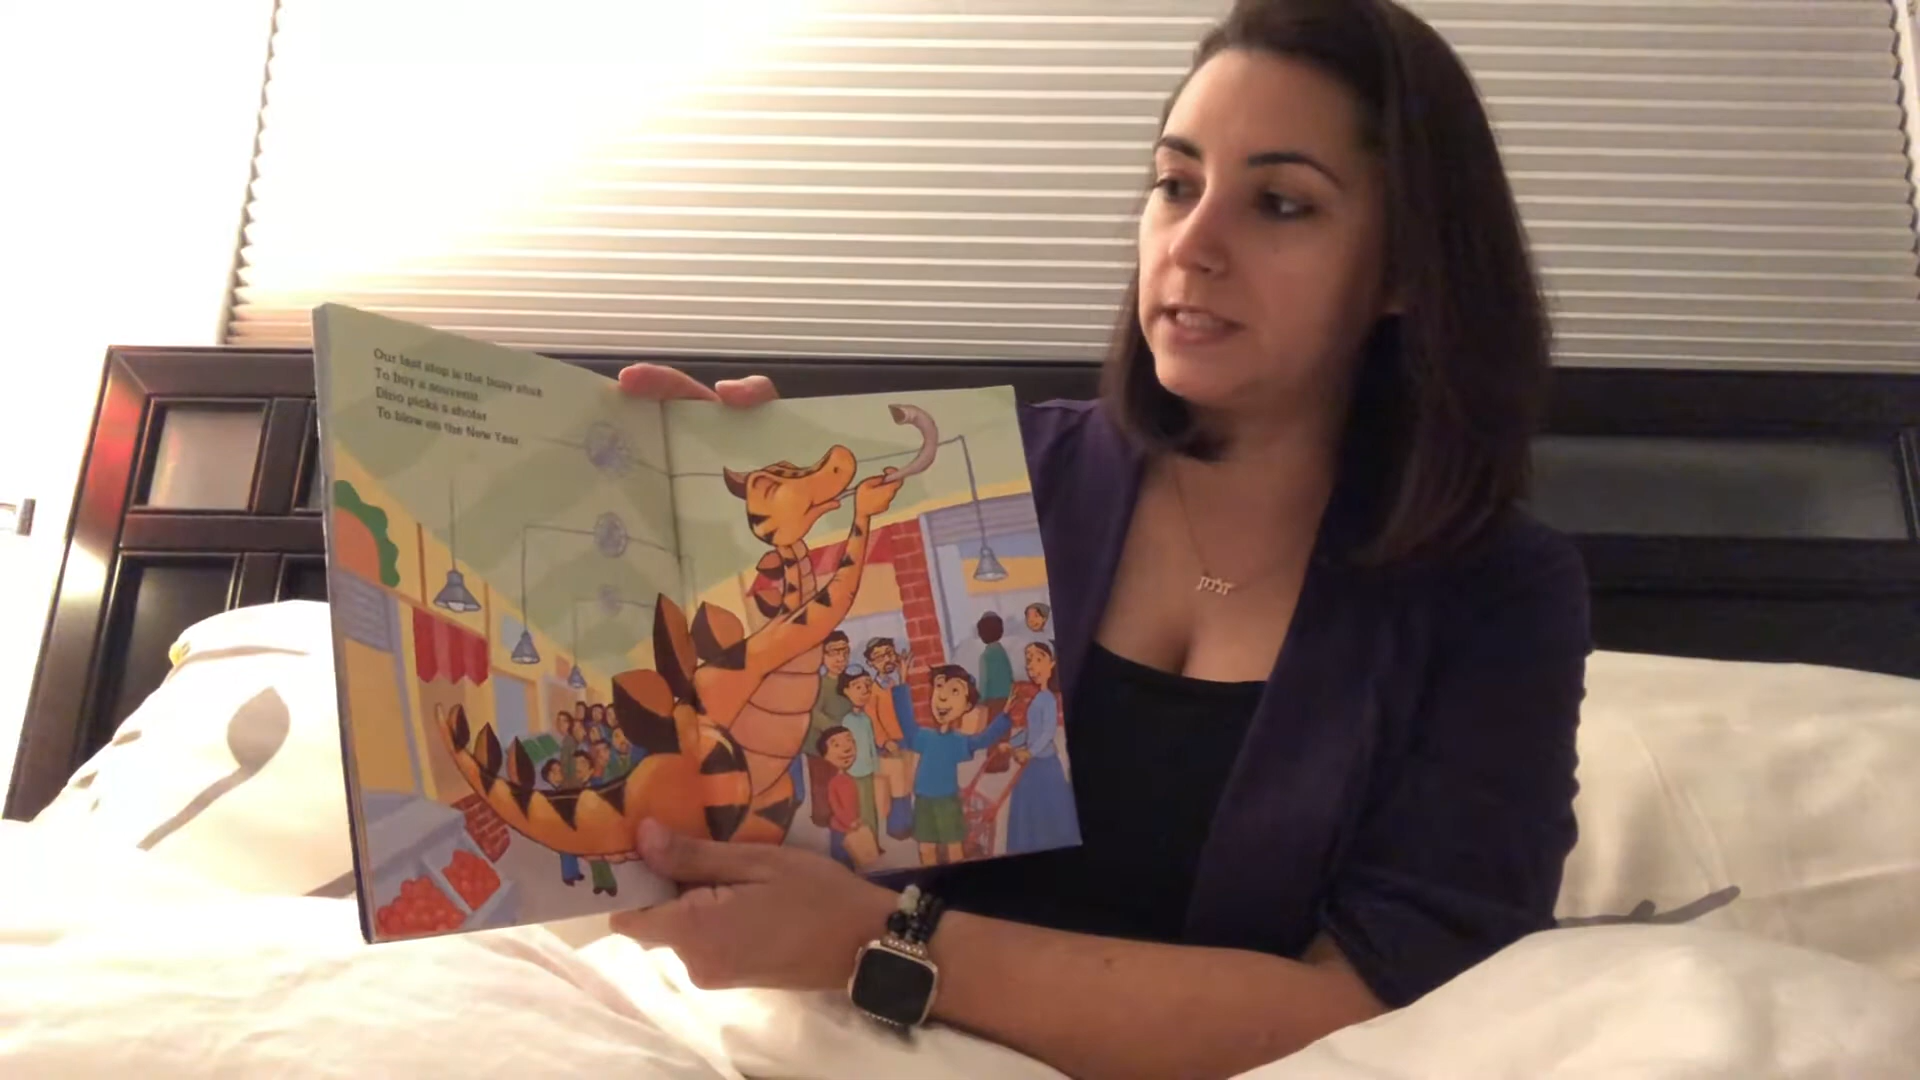 Our last stop is the busy shuk
To buy a souvenir.
Dino picks a shofar
To blow on the New Year.